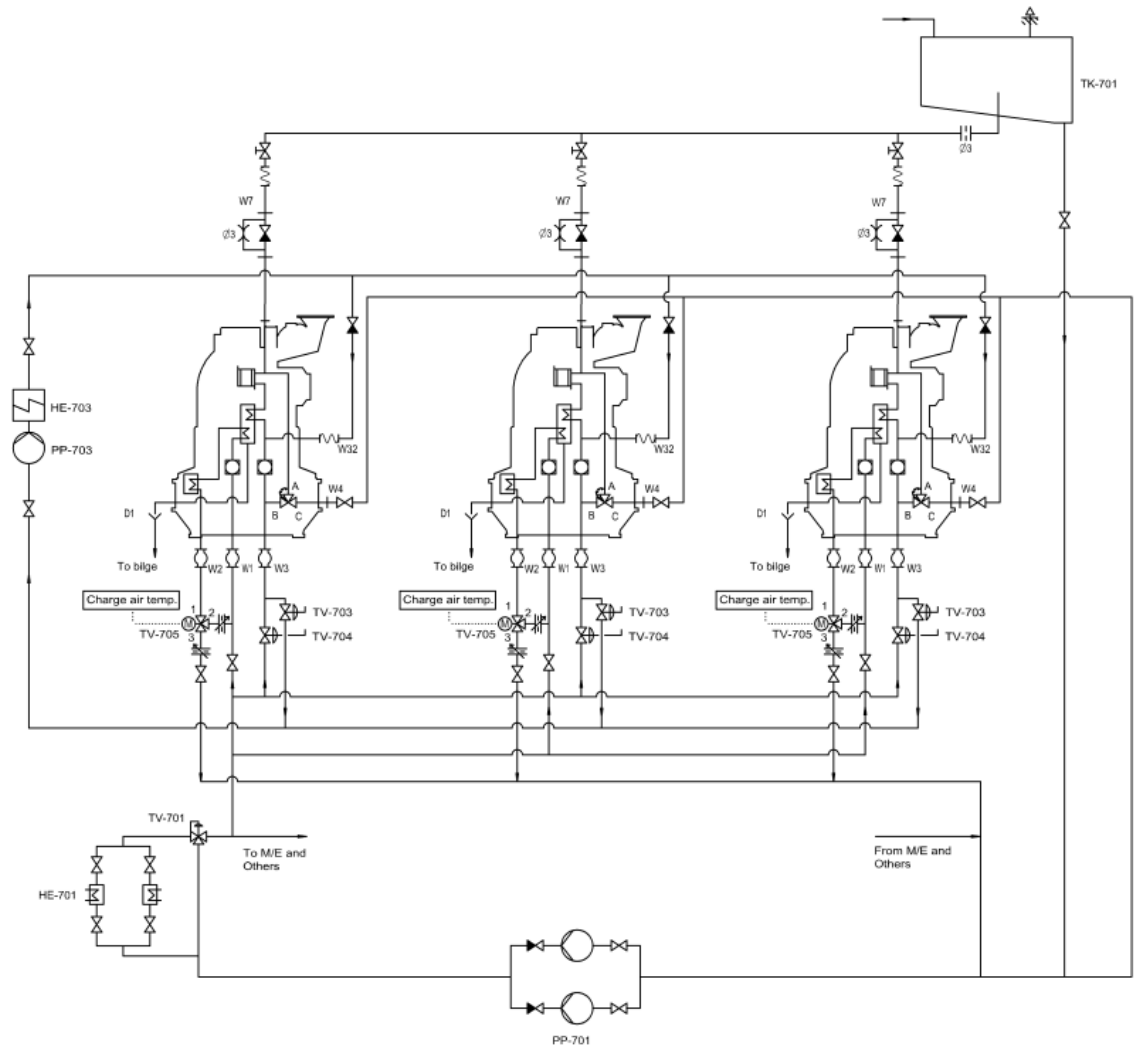 TK-701
Ø3
W7
W7
W7
Ø3
Ø3
Ø3
HE-703
PP-703
W32
W32
W32
A
W4
A
W4
A
W4
B
C
B
C
B
C
D1
D1
D1
To bilge
W2
W1
W3
To bilge
W2
W1
W3
To bilge
W2
W1
W3
Charge air temp.
1
2
TV-703
Charge air temp.
1
2
TV-703
Charge air temp.
1
2
TV-703
M
TV-705
3
TV-704
M
TV-705
3
TV-704
M
TV-705
3
TV-704
TV-701
To M/E and
Others
From M/E and
Others
HE-701
PP-701